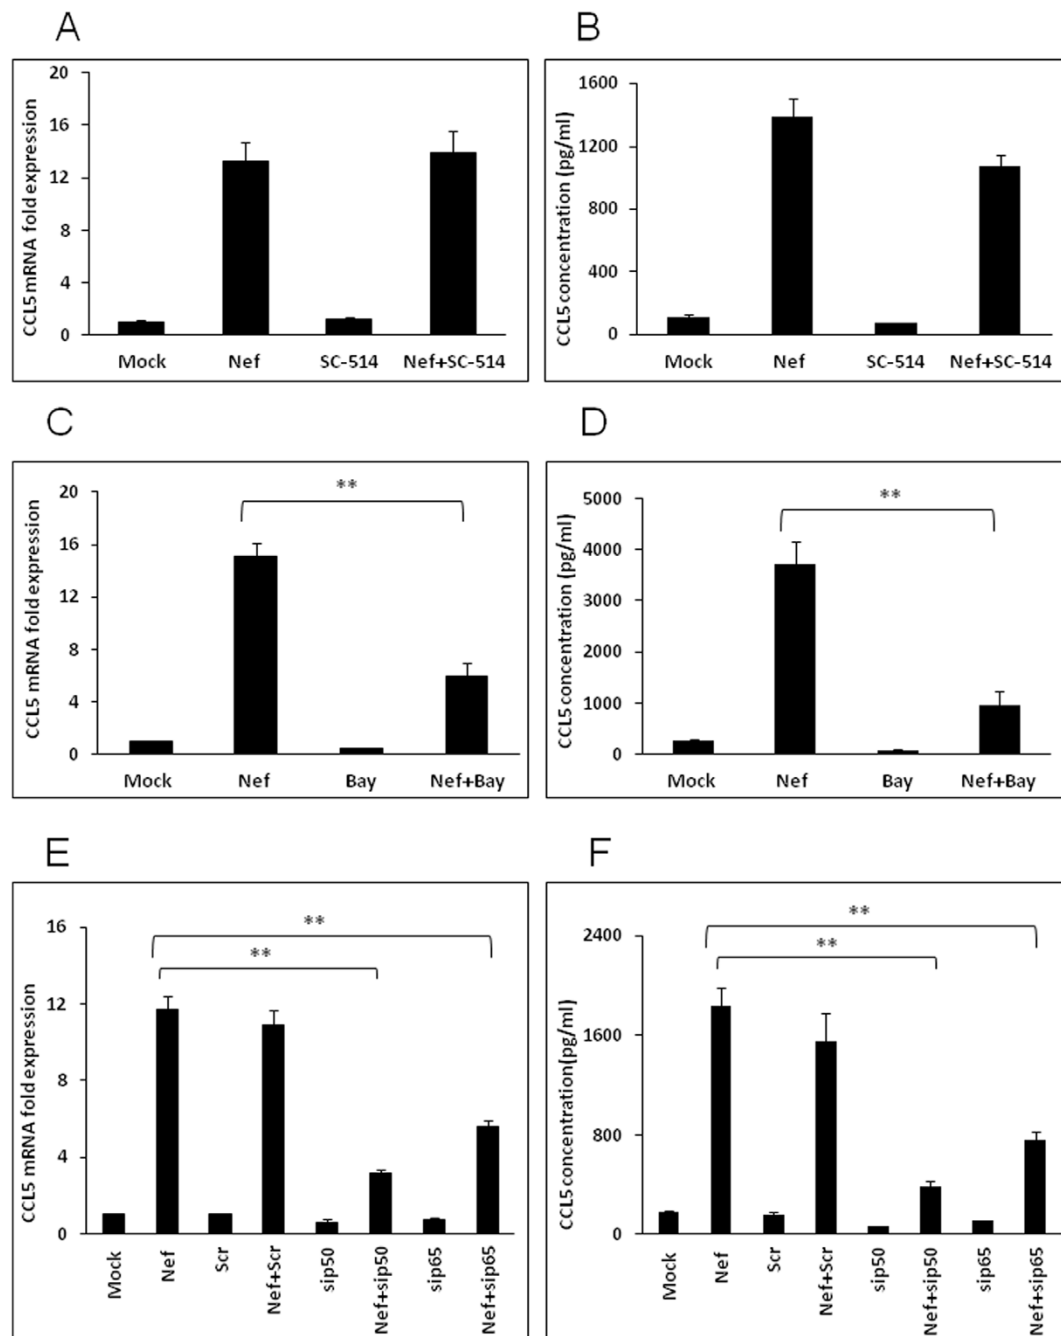 A
CCL5 mRNA fold expression
20
16
12
8
4
0
Mock Nef SC-514 Nef+SC-514
B
CCL5 concentration (pg/ml)
1600
1200
800
400
0
Mock Nef SC-514 Nef+SC-514
C
CCL5 mRNA fold expression
20
16
12
8
4
0
**
Mock Nef Bay Nef+Bay
D
CCL5 concentration (pg/ml)
5000
4000
3000
2000
1000
0
**
Mock Nef Bay Nef+Bay
E
CCL5 mRNA fold expression
16
12
8
4
0
**
**
Mock
Nef
Scr
Nef+Scr
sip50
Nef+sip50
sip65
Nef+sip65
F
CCL5 concentration(pg/ml)
2400
1600
800
0
**
**
Mock
Nef
Scr
Nef+Scr
sip50
Nef+sip50
sip65
Nef+sip65